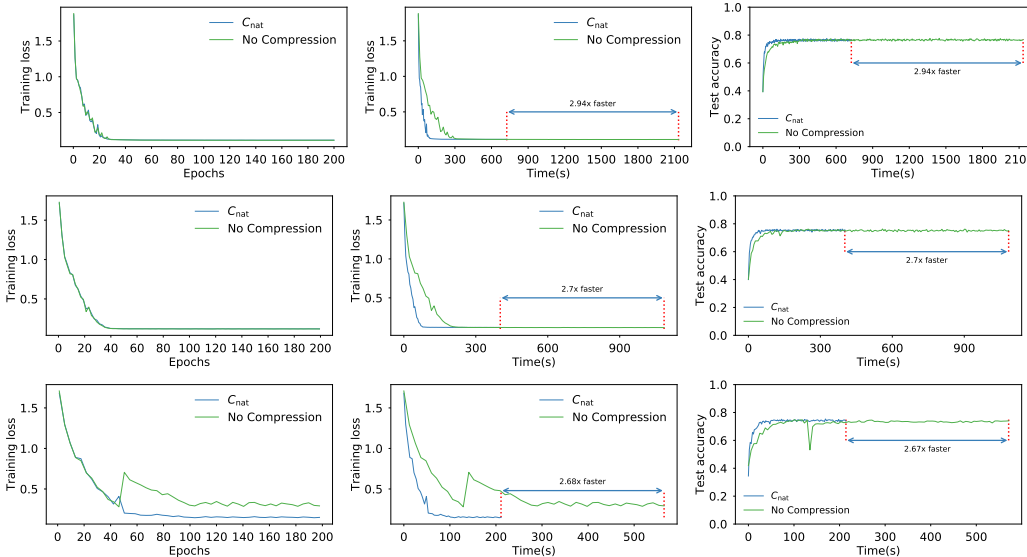 Training loss
1.5
1.0
0.5
C_nat
No Compression
0 20 40 60 80 100 120 140 160 180 200
Epochs
Training loss
1.5
1.0
0.5
C_nat
No Compression
2.94x faster
0 300 600 900 1200 1500 1800 2100
Time(s)
Test accuracy
1.0
0.8
0.6
0.4
0.2
0.0
2.94x faster
C_nat
No Compression
0 300 600 900 1200 1500 1800 2100
Time(s)
Training loss
1.5
1.0
0.5
C_nat
No Compression
0 20 40 60 80 100 120 140 160 180 200
Epochs
Training loss
1.5
1.0
0.5
C_nat
No Compression
2.7x faster
0 300 600 900
Time(s)
Test accuracy
1.0
0.8
0.6
0.4
0.2
0.0
2.7x faster
C_nat
No Compression
0 300 600 900
Time(s)
Training loss
1.5
1.0
0.5
C_nat
No Compression
0 20 40 60 80 100 120 140 160 180 200
Epochs
Training loss
1.5
1.0
0.5
C_nat
No Compression
2.68x faster
0 100 200 300 400 500
Time(s)
Test accuracy
1.0
0.8
0.6
0.4
0.2
0.0
2.67x faster
C_nat
No Compression
0 100 200 300 400 500
Time(s)